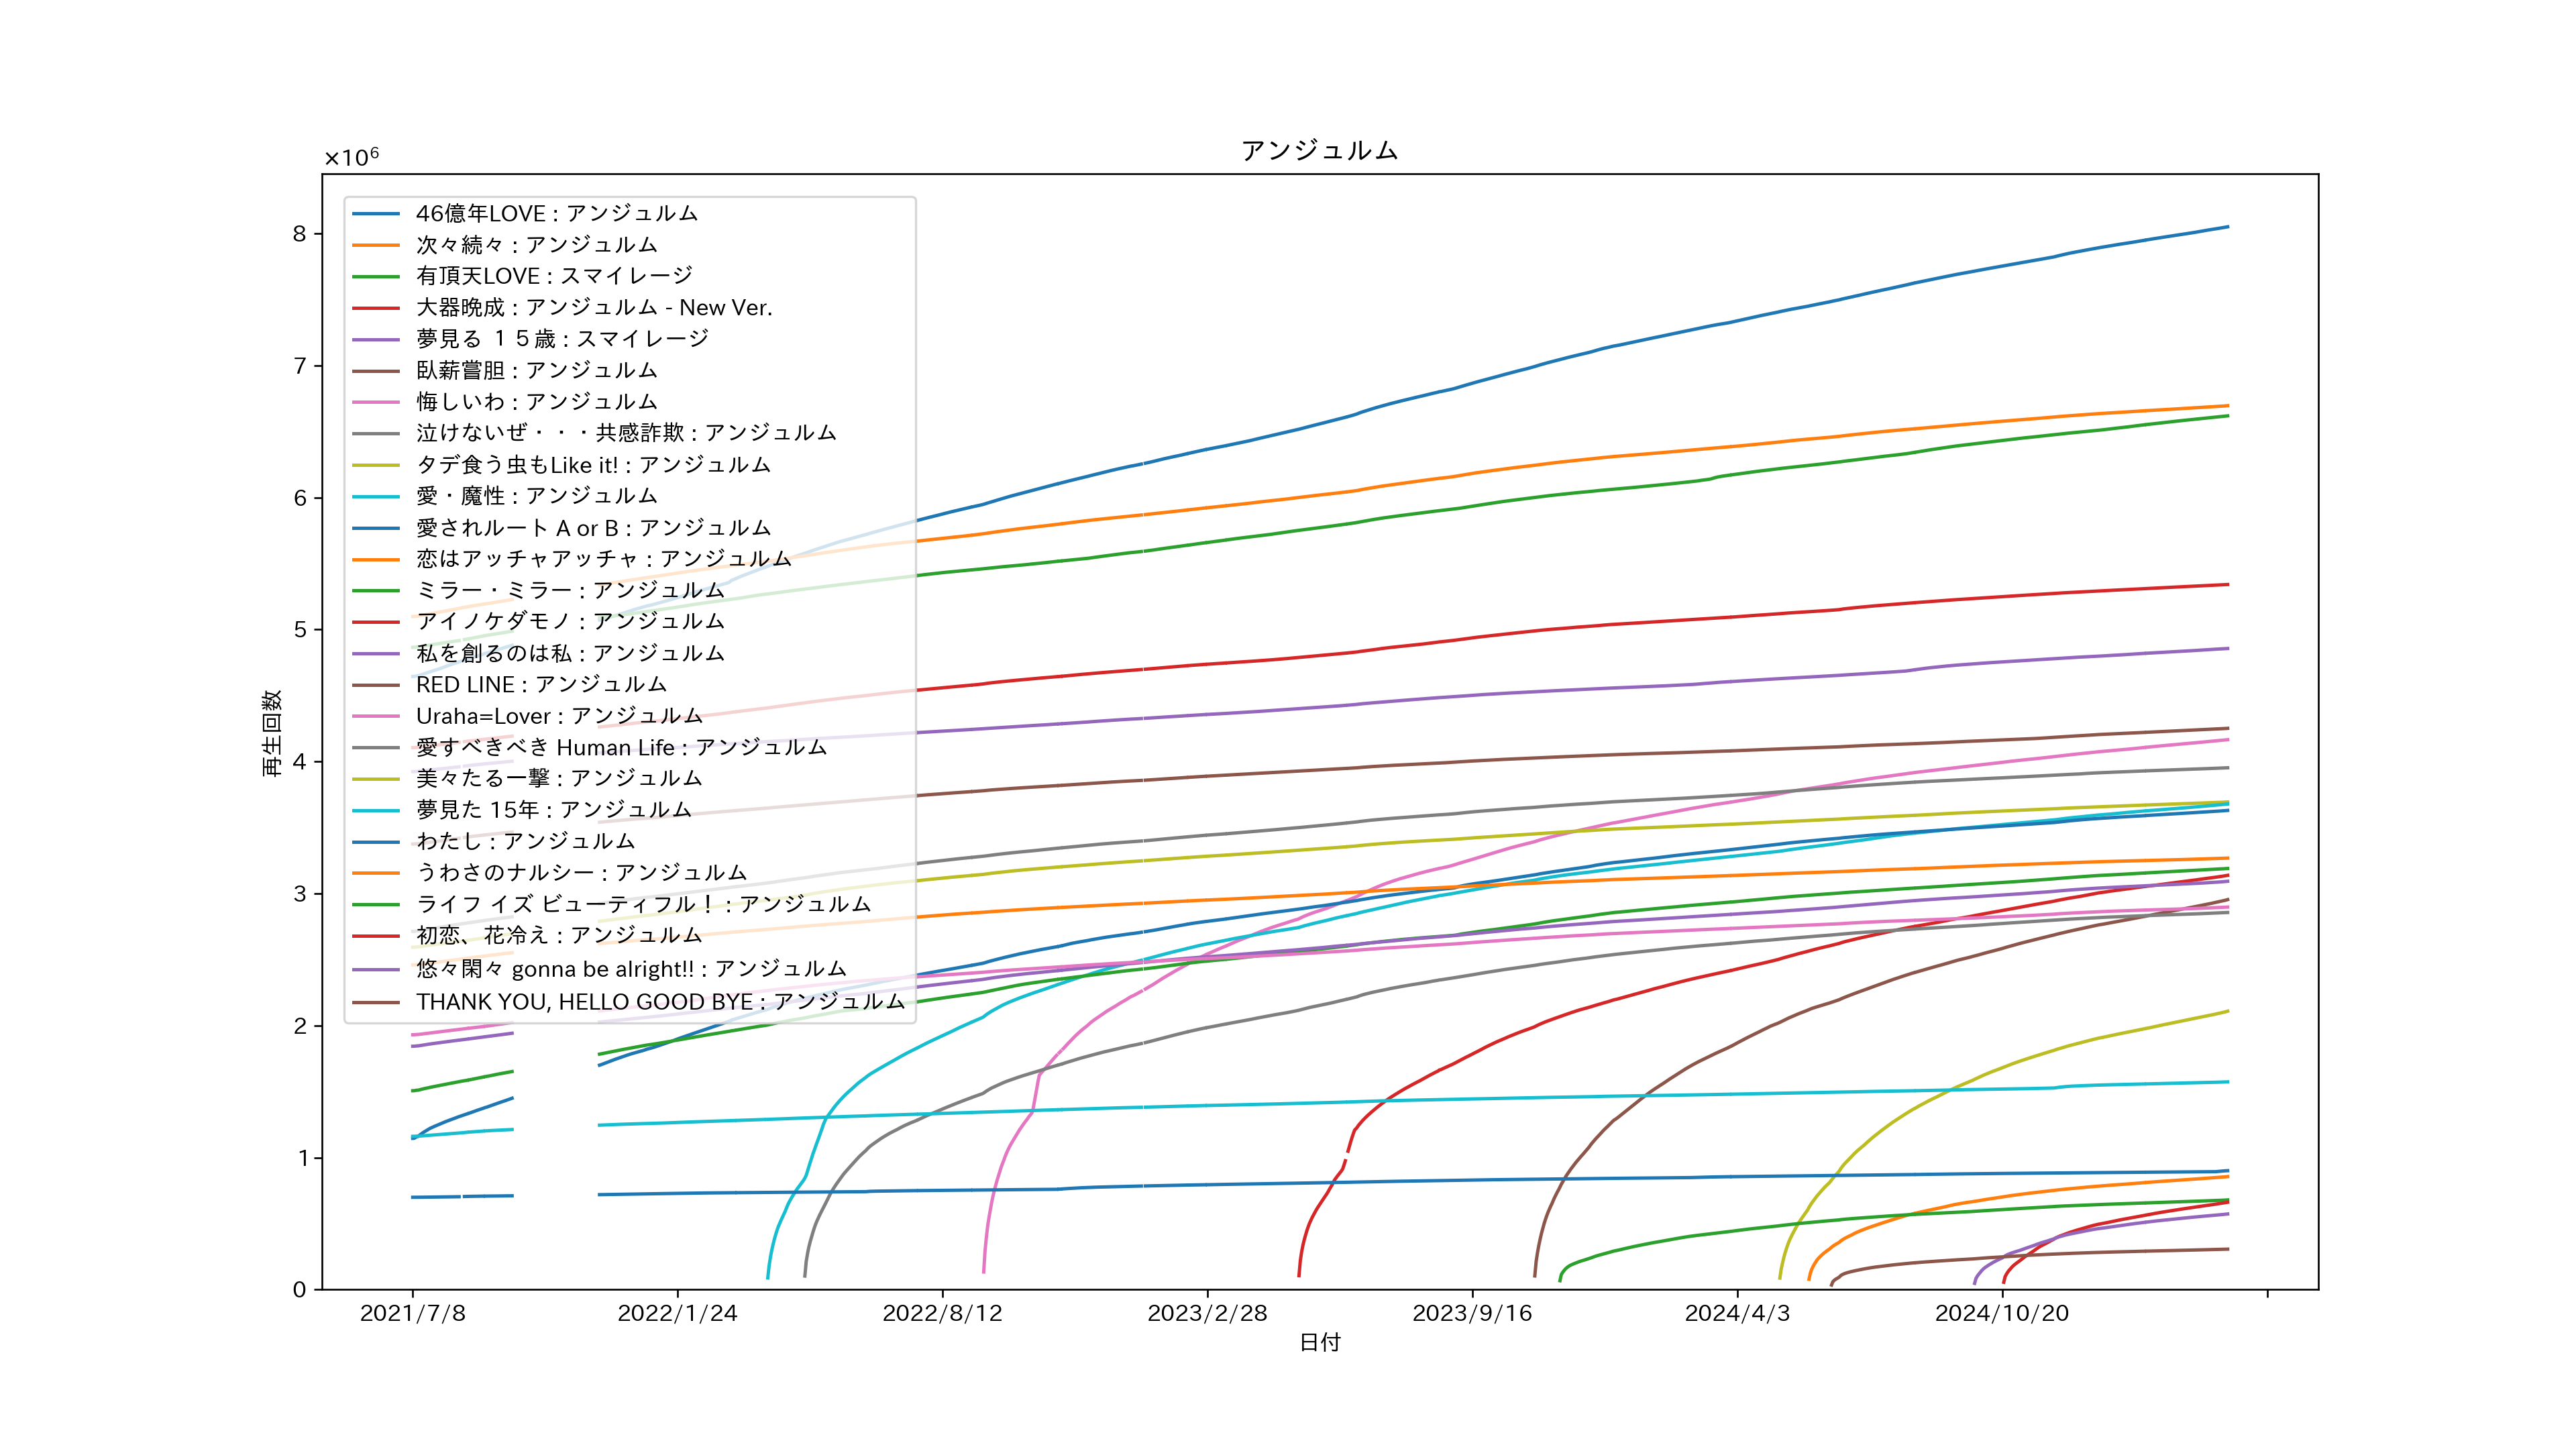 アンジュルム
×10⁶
46億年LOVE : アンジュルム
次々続々 : アンジュルム
有頂天LOVE : スマイレージ
大器晩成 : アンジュルム - New Ver.
夢見る １５歳 : スマイレージ
臥薪嘗胆 : アンジュルム
悔しいわ : アンジュルム
泣けないぜ・・・共感詐欺 : アンジュルム
タデ食う虫もLike it! : アンジュルム
愛・魔性 : アンジュルム
愛されルート A or B : アンジュルム
恋はアッチャアッチャ : アンジュルム
ミラー・ミラー : アンジュルム
アイノケダモノ : アンジュルム
私を創るのは私 : アンジュルム
RED LINE : アンジュルム
Uraha=Lover : アンジュルム
愛すべきべき Human Life : アンジュルム
美々たる一撃 : アンジュルム
夢見た 15年 : アンジュルム
わたし : アンジュルム
うわさのナルシー : アンジュルム
ライフ イズ ビューティフル！ : アンジュルム
初恋、花冷え : アンジュルム
悠々閑々 gonna be alright!! : アンジュルム
THANK YOU, HELLO GOOD BYE : アンジュルム
再生回数
8
7
6
5
4
3
2
1
0
2021/7/8
2022/1/24
2022/8/12
2023/2/28
2023/9/16
2024/4/3
2024/10/20
日付